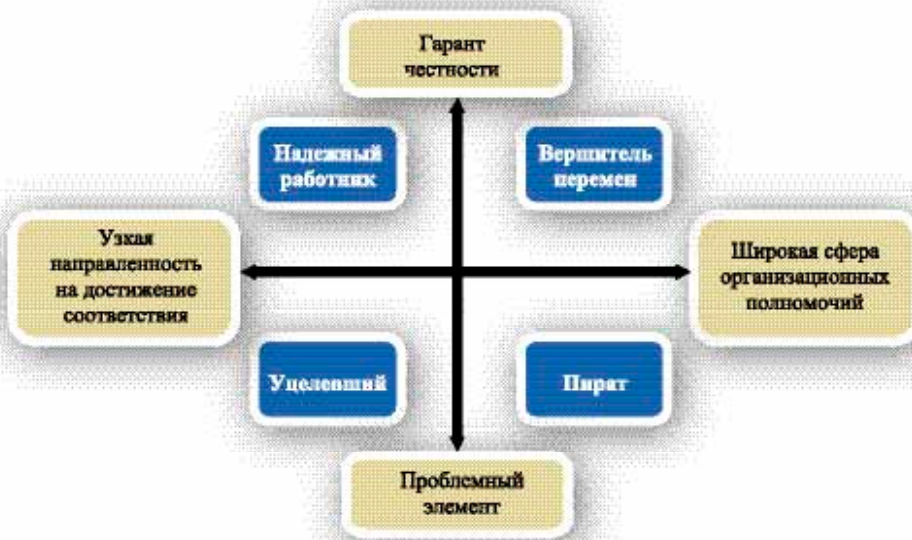 Гарант
честности
Надежный
работник
Вершитель
перемен
Узкая
направленность
на достижение
соответствия
Широкая сфера
организационных
полномочий
Уцелевший
Пират
Проблемный
элемент